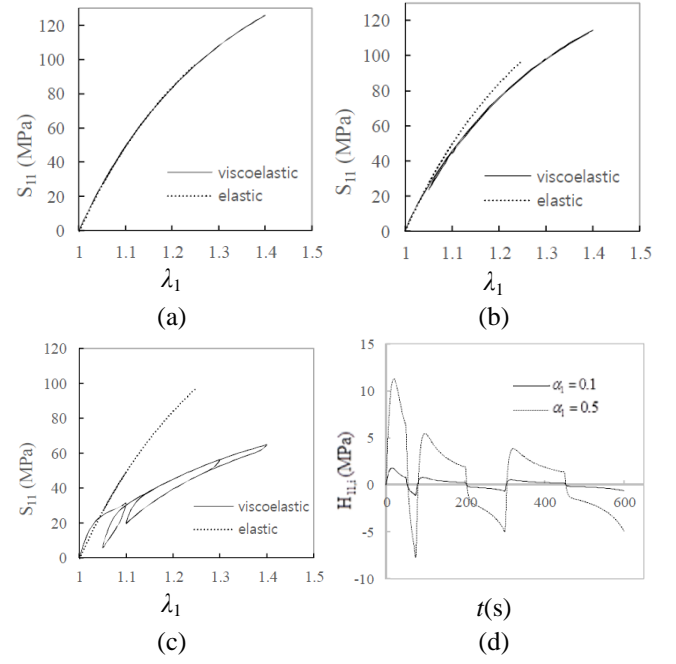 120
100
80
60
40
20
0
S₁₁ (MPa)
viscoelastic
elastic
1 1.1 1.2 1.3 1.4 1.5
λ₁
(a)
120
100
80
60
40
20
0
S₁₁ (MPa)
viscoelastic
elastic
1 1.1 1.2 1.3 1.4 1.5
λ₁
(b)
120
100
80
60
40
20
0
S₁₁ (MPa)
viscoelastic
elastic
1 1.1 1.2 1.3 1.4 1.5
λ₁
(c)
15
10
5
0
-5
-10
H₁₁,ᵢ (MPa)
α₁ = 0.1
α₁ = 0.5
0 200 400 600
t(s)
(d)